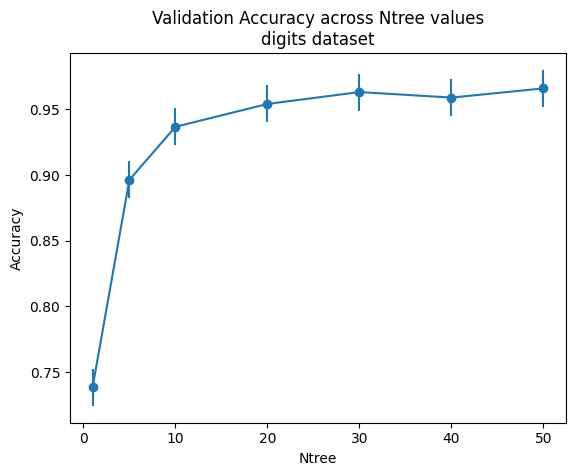 Validation Accuracy across Ntree values
digits dataset
Accuracy
0.95
0.90
0.85
0.80
0.75
0
10
20
30
40
50
Ntree